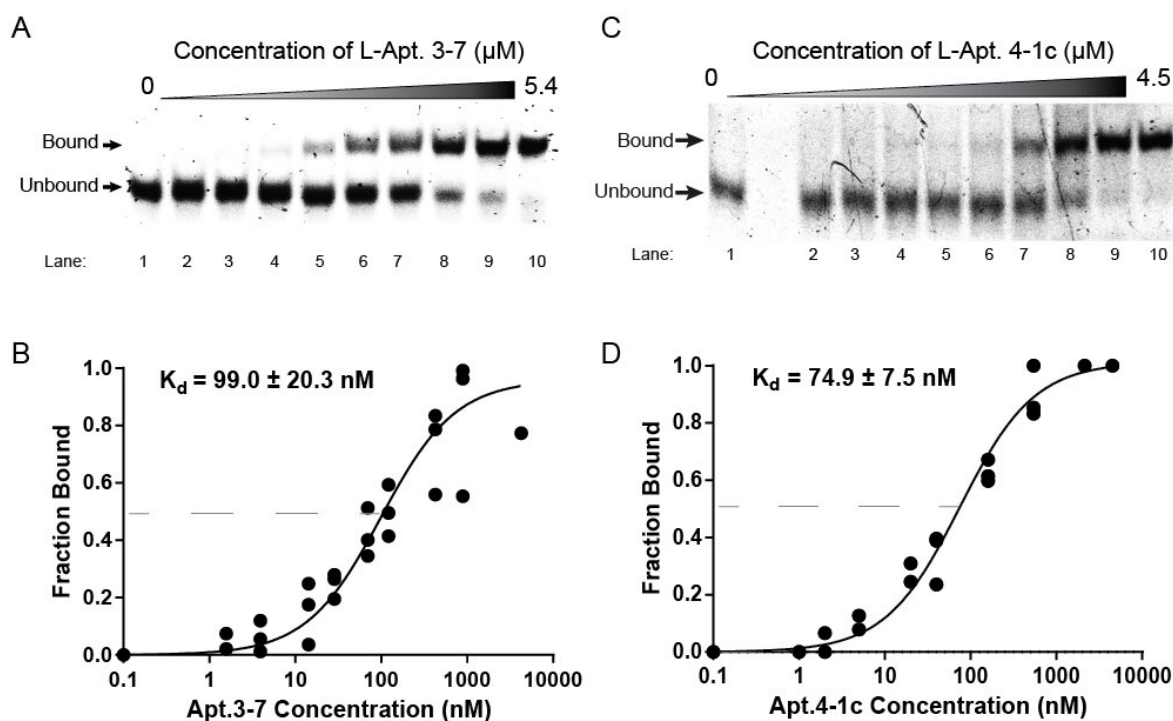 A
Concentration of L-Apt. 3-7 (µM)
0
5.4
Bound
Unbound
Lane: 1 2 3 4 5 6 7 8 9 10
C
Concentration of L-Apt. 4-1c (µM)
0
4.5
Bound
Unbound
Lane: 1 2 3 4 5 6 7 8 9 10
B
Kd = 99.0 ± 20.3 nM
Fraction Bound
1.0
0.8
0.6
0.4
0.2
0.0
0.1 1 10 100 1000 10000
Apt.3-7 Concentration (nM)
D
Kd = 74.9 ± 7.5 nM
Fraction Bound
1.0
0.8
0.6
0.4
0.2
0.0
0.1 1 10 100 1000 10000
Apt.4-1c Concentration (nM)